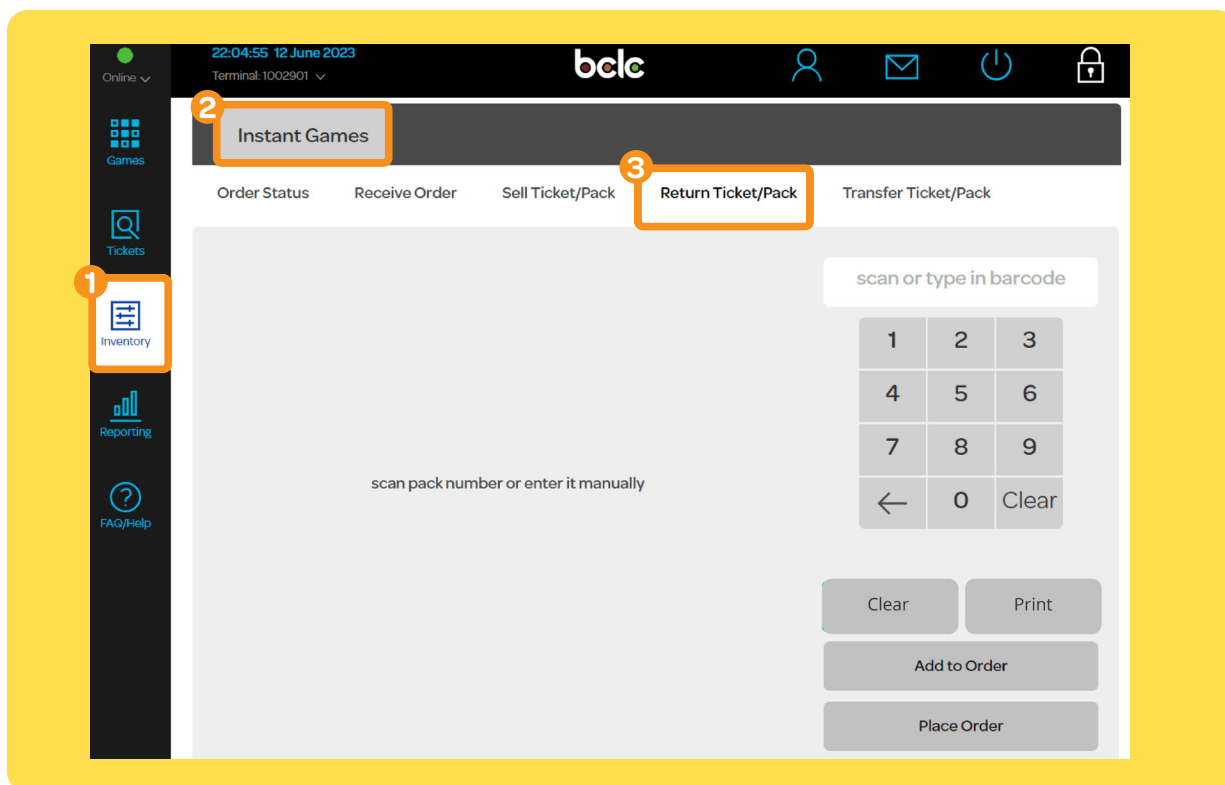 22:04:55 12 June 2023
bclc
Online
Terminal: 1002901
2
Instant Games
Games
3
Order Status Receive Order Sell Ticket/Pack Return Ticket/Pack Transfer Ticket/Pack
Tickets
1
scan or type in barcode
Inventory
1 2 3
4 5 6
Reporting
7 8 9
scan pack number or enter it manually
0 Clear
FAQ/Help
Clear Print
Add to Order
Place Order